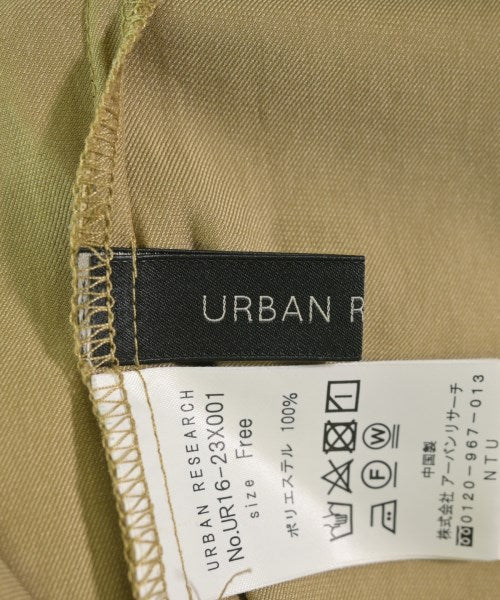 URBAN R
URBAN RESEARCH
No.UR16-23X001
size Free
ポリエステル 100%
W
F
中国製
株式会社 アーバンリサーチ
0120-967-013
NTU